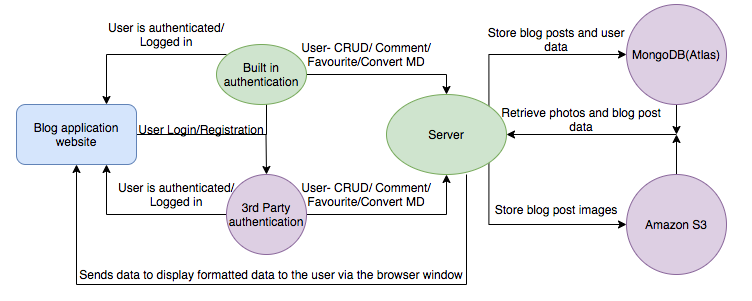 User is authenticated/
Logged in
Built in
authentication
User- CRUD/ Comment/
Favourite/Convert MD
Store blog posts and user
data
MongoDB(Atlas)
Blog application
website
User Login/Registration
Server
Retrieve photos and blog post
data
User is authenticated/
Logged in
3rd Party
authentication
User- CRUD/ Comment/
Favourite/Convert MD
Store blog post images
Amazon S3
Sends data to display formatted data to the user via the browser window